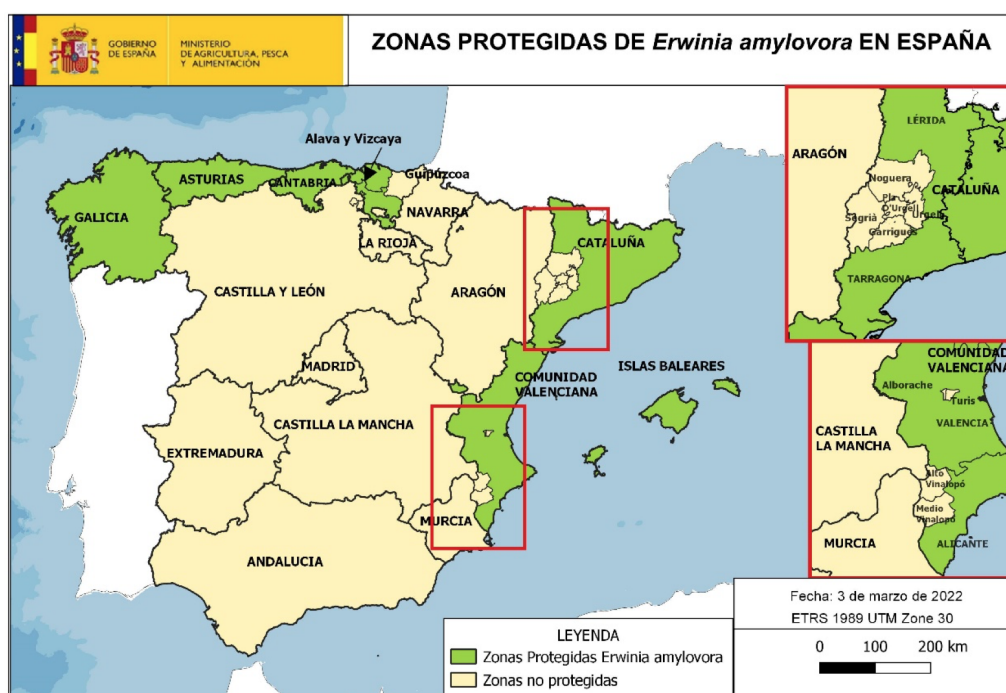 GOBIERNO
DE ESPAÑA
MINISTERIO
DE AGRICULTURA, PESCA
Y ALIMENTACIÓN
ZONAS PROTEGIDAS DE Erwinia amylovora EN ESPAÑA
Alava y Vizcaya
Guipúzcoa
ASTURIAS
CANTABRIA
GALICIA
NAVARRA
LA RIOJA
CATALUÑA
CASTILLA Y LEÓN
ARAGÓN
MADRID
COMUNIDAD
VALENCIANA
ISLAS BALEARES
CASTILLA LA MANCHA
EXTREMADURA
MURCIA
ANDALUCIA
LÉRIDA
ARAGÓN
Noguera
CATALUÑA
Pla
D'Urgell
Urgell
Segrià
Garrigues
TARRAGONA
COMUNIDAD
VALENCIANA
Alborache
Turis
VALENCIA
CASTILLA
LA MANCHA
Alto
Vinalopó
Medio
Vinalopó
MURCIA
ALICANTE
LEYENDA
Zonas Protegidas Erwinia amylovora
Zonas no protegidas
Fecha: 3 de marzo de 2022
ETRS 1989 UTM Zone 30
0 100 200 km